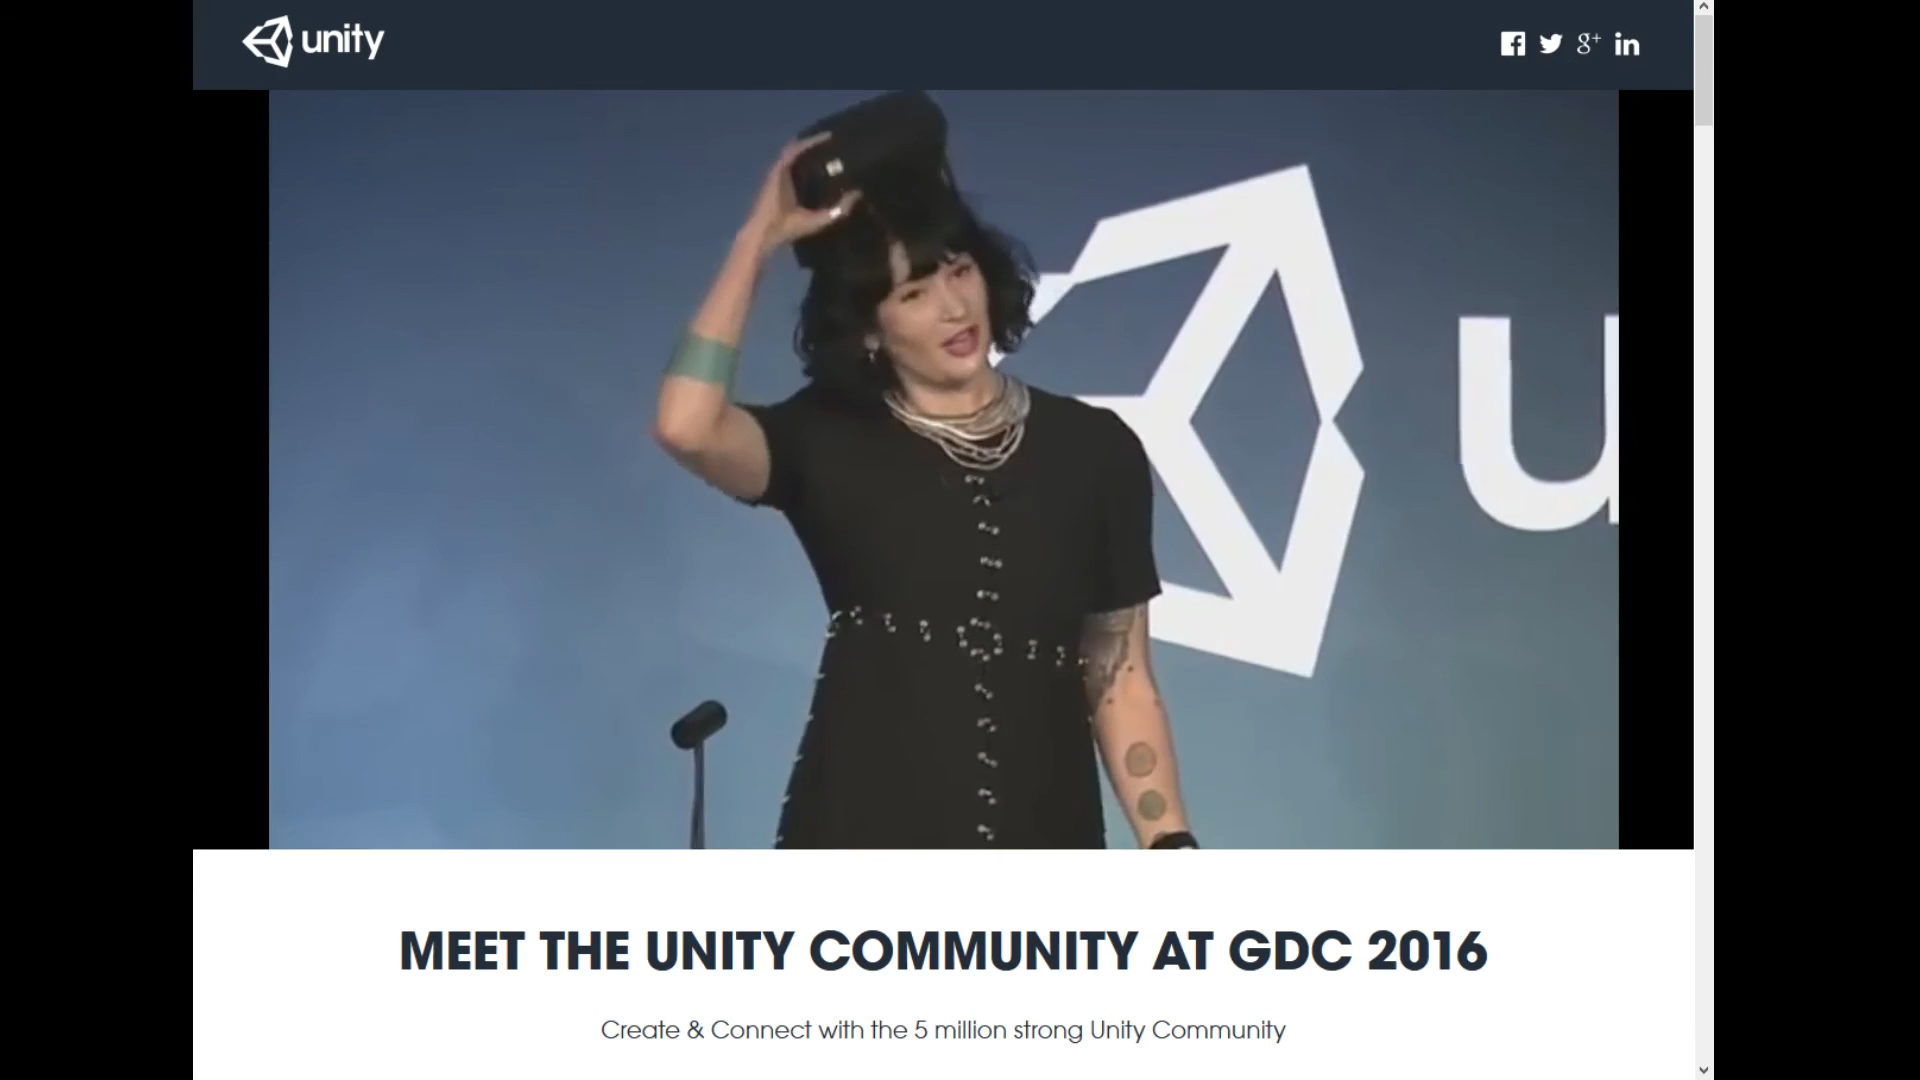 unity
g+ in
u
MEET THE UNITY COMMUNITY AT GDC 2016
Create & Connect with the 5 million strong Unity Community